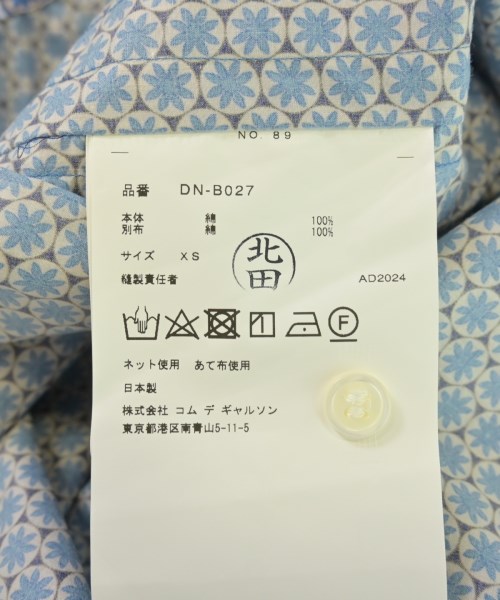 NO. 89
品番 DN-B027
本体 綿 100%
別布 綿 100%
サイズ XS
北田
縫製責任者 AD2024
F
ネット使用 あて布使用
日本製
株式会社 コム デ ギャルソン
東京都港区南青山5-11-5